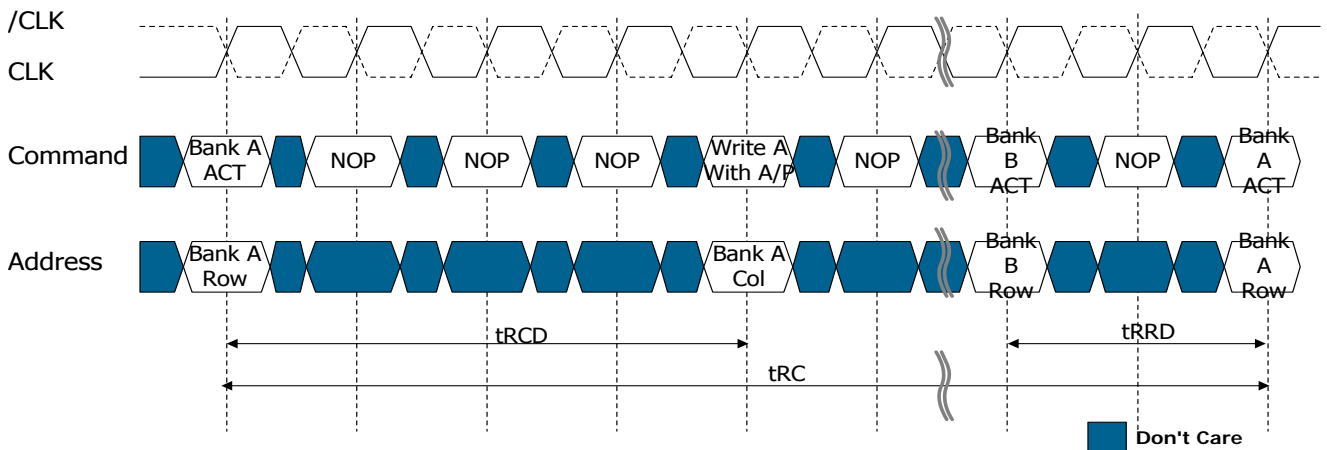 /CLK
CLK
Command
Bank A
ACT
NOP
NOP
NOP
Write A
With A/P
NOP
Bank
B
ACT
NOP
Bank
A
ACT
Address
Bank A
Row
Bank A
Col
Bank
B
Row
Bank
A
Row
tRCD
tRRD
tRC
Don't Care